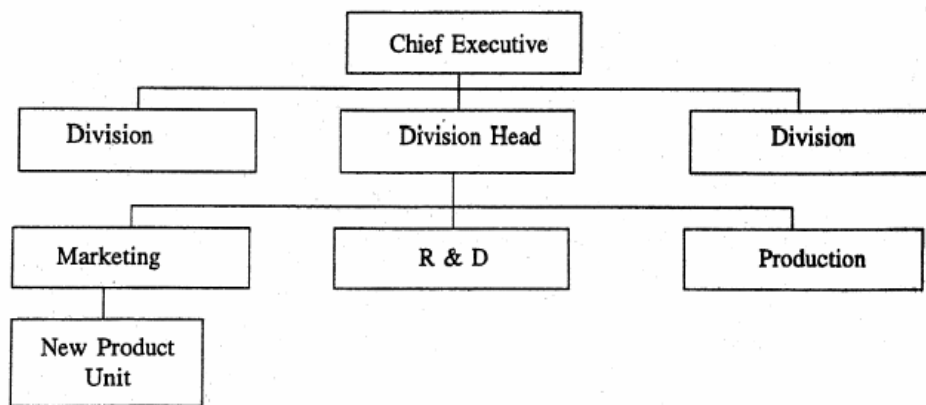 Chief Executive
Division
Division Head
Division
Marketing
R & D
Production
New Product
Unit